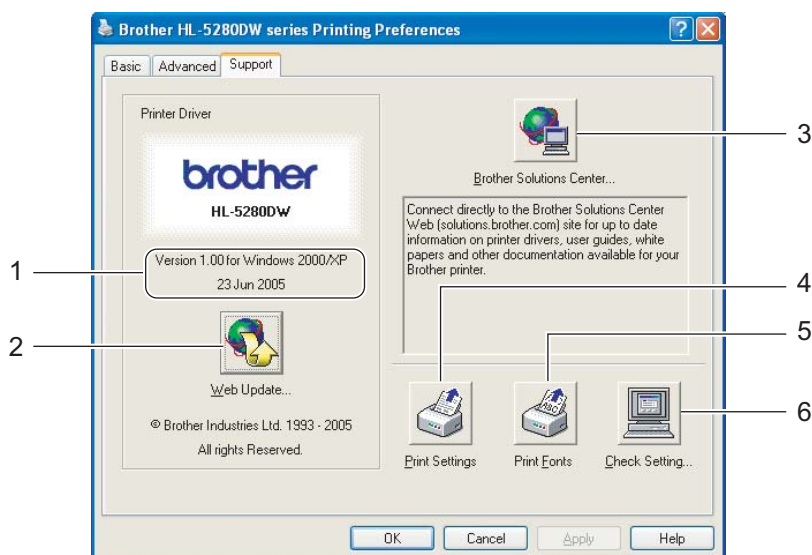 Brother HL-5280DW series Printing Preferences
Basic
Advanced
Support
Printer Driver
brother
HL-5280DW
1
Version 1.00 for Windows 2000/XP
23 Jun 2005
2
Web Update...
© Brother Industries Ltd. 1993 - 2005
All rights Reserved.
3
Brother Solutions Center...
Connect directly to the Brother Solutions Center
Web (solutions.brother.com) site for up to date
information on printer drivers, user guides, white
papers and other documentation available for your
Brother printer.
4
5
6
ABC
Print Settings
Print Fonts
Check Setting...
OK
Cancel
Apply
Help